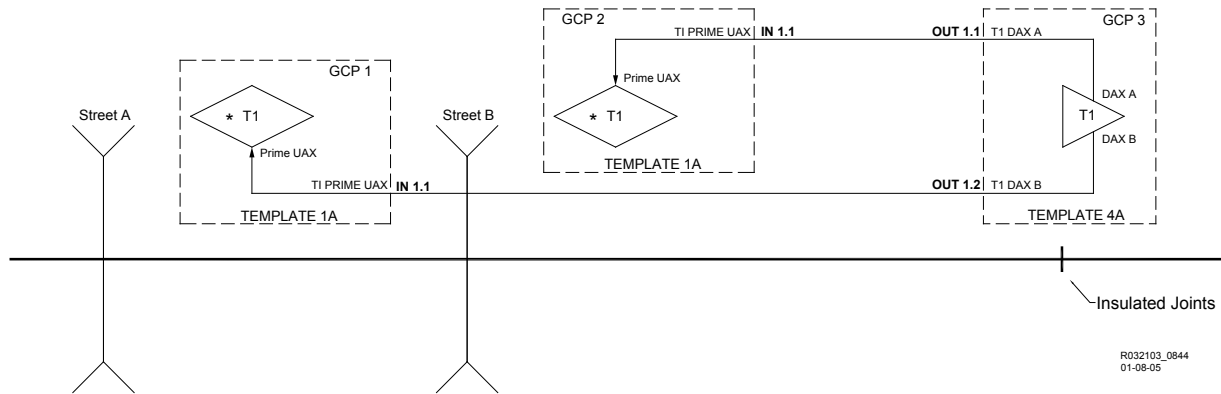 GCP 2
GCP 3
TI PRIME UAX IN 1.1
OUT 1.1 T1 DAX A
GCP 1
Prime UAX
DAX A
Street A
* T1
Street B
* T1
T1
DAX B
Prime UAX
TEMPLATE 1A
TI PRIME UAX IN 1.1
OUT 1.2 T1 DAX B
TEMPLATE 1A
TEMPLATE 4A
Insulated Joints
R032103_0844
01-08-05